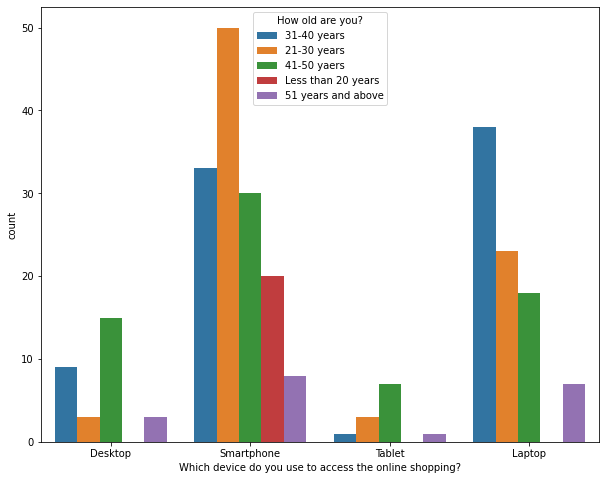 How old are you?
31-40 years
21-30 years
41-50 yaers
Less than 20 years
51 years and above
50
40
30
20
10
0
count
Desktop Smartphone Tablet Laptop
Which device do you use to access the online shopping?